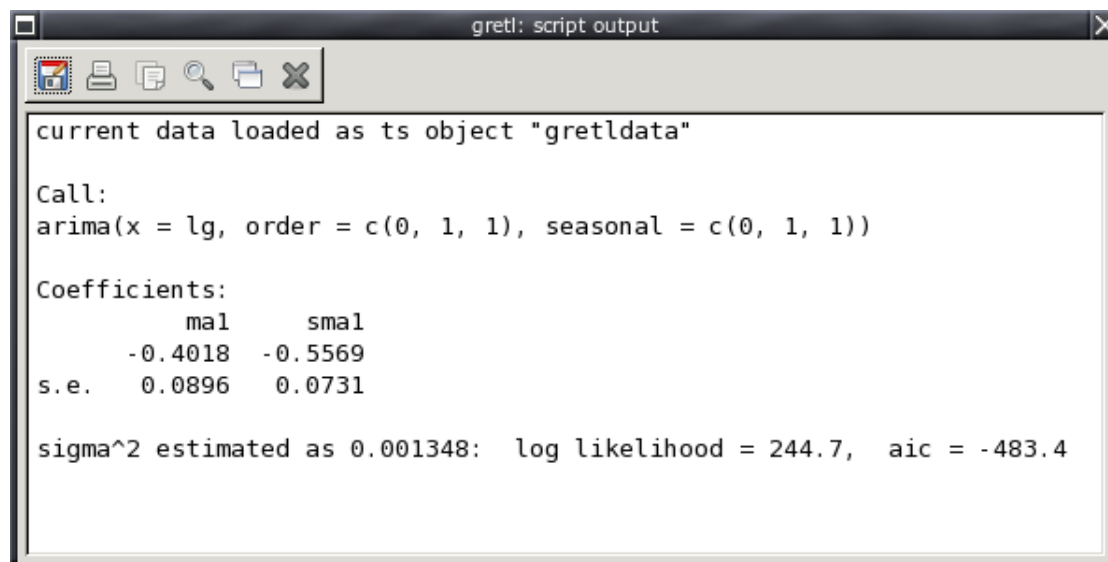 gretl: script output
current data loaded as ts object "gretldata"
Call:
arima(x = lg, order = c(0, 1, 1), seasonal = c(0, 1, 1))
Coefficients:
ma1 sma1
-0.4018 -0.5569
s.e. 0.0896 0.0731
sigma^2 estimated as 0.001348: log likelihood = 244.7, aic = -483.4